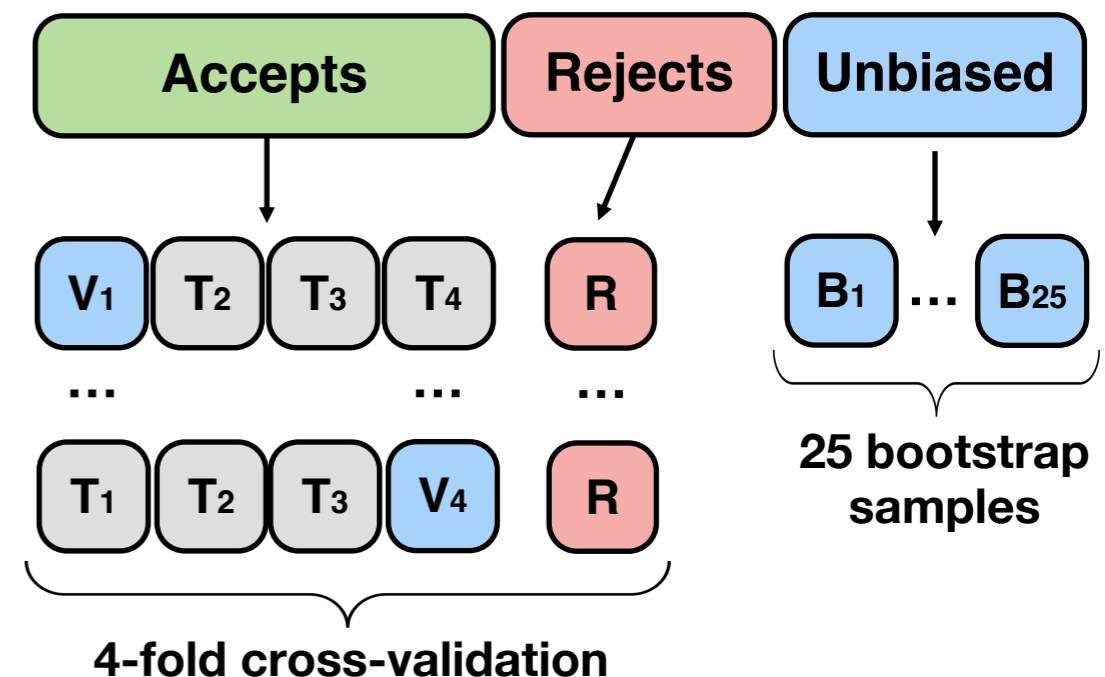 Accepts Rejects Unbiased
V1 T2 T3 T4 R B1 ... B25
... ... ...
25 bootstrap
samples
T1 T2 T3 V4 R
4-fold cross-validation